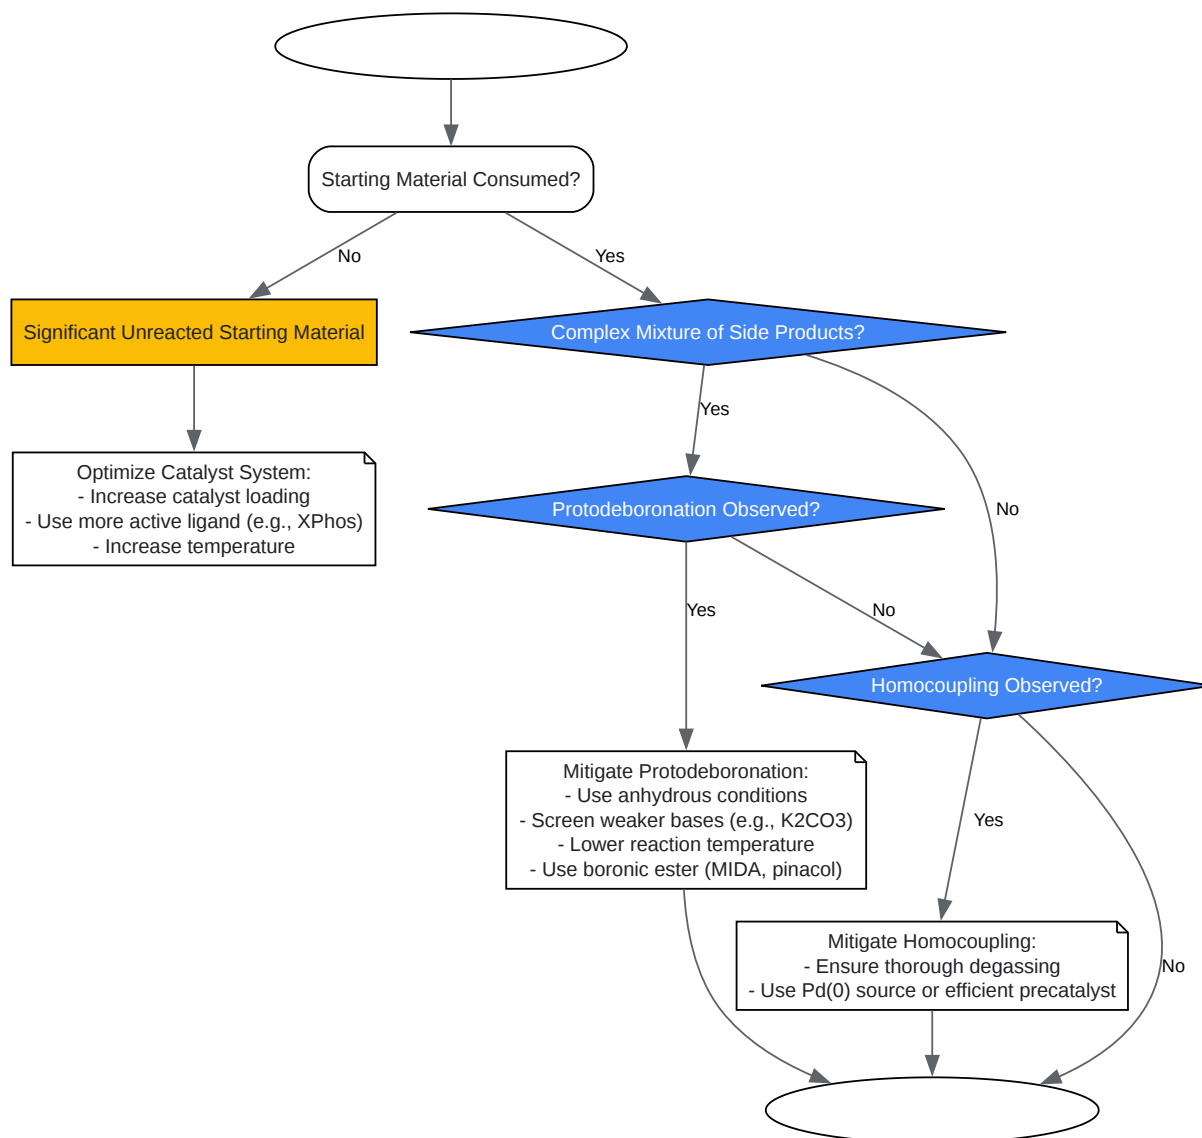 Starting Material Consumed?
No
Yes
Significant Unreacted Starting Material
Complex Mixture of Side Products?
Yes
Optimize Catalyst System:
- Increase catalyst loading
- Use more active ligand (e.g., XPhos)
- Increase temperature
Protodeboronation Observed?
No
Yes
No
Homocoupling Observed?
Mitigate Protodeboronation:
- Use anhydrous conditions
- Screen weaker bases (e.g., K2CO3)
- Lower reaction temperature
- Use boronic ester (MIDA, pinacol)
Yes
Mitigate Homocoupling:
- Ensure thorough degassing
- Use Pd(0) source or efficient precatalyst
No